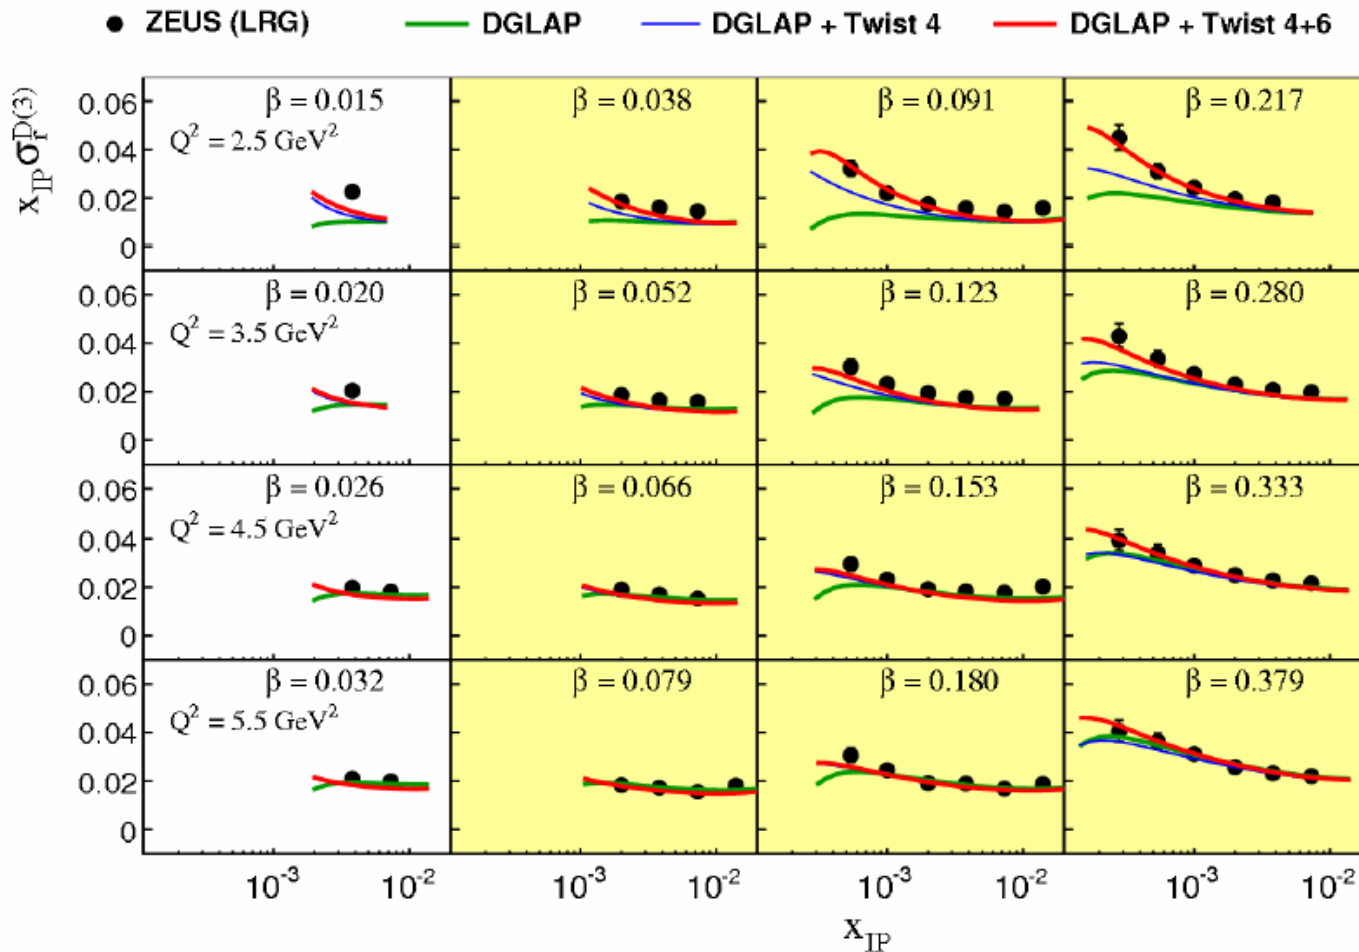 ZEUS (LRG) DGLAP DGLAP + Twist 4 DGLAP + Twist 4+6
x_IP σ_r^D(3)
0.06 β = 0.015 β = 0.038 β = 0.091 β = 0.217
Q² = 2.5 GeV²
0.04
0.02
0
0.06 β = 0.020 β = 0.052 β = 0.123 β = 0.280
Q² = 3.5 GeV²
0.04
0.02
0
0.06 β = 0.026 β = 0.066 β = 0.153 β = 0.333
Q² = 4.5 GeV²
0.04
0.02
0
0.06 β = 0.032 β = 0.079 β = 0.180 β = 0.379
Q² = 5.5 GeV²
0.04
0.02
0
10⁻³ 10⁻² 10⁻³ 10⁻² 10⁻³ 10⁻² 10⁻³ 10⁻²
x_IP